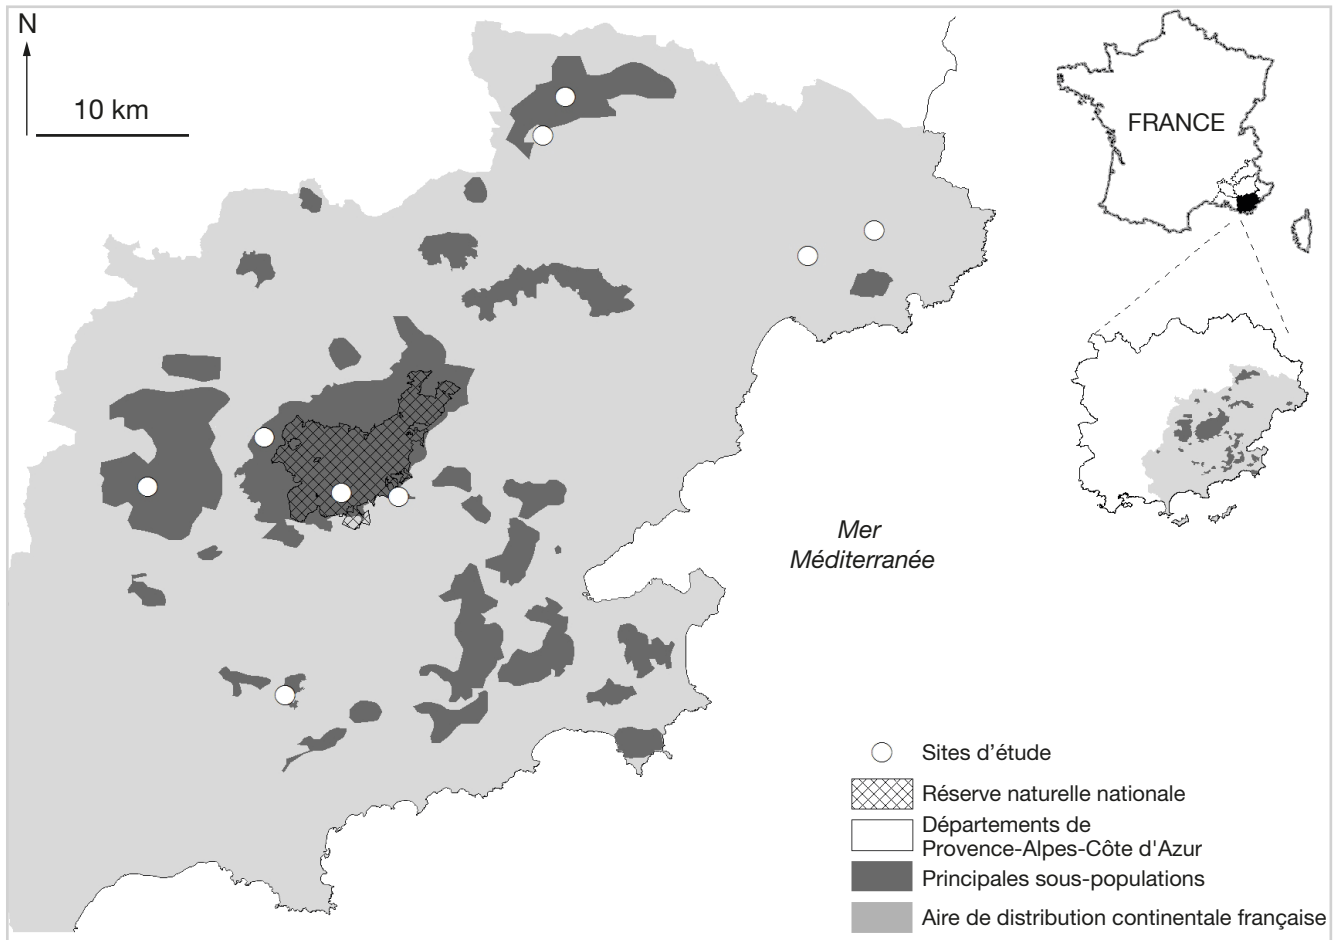 N
10 km
FRANCE
Mer
Méditerranée
Sites d'étude
Réserve naturelle nationale
Départements de
Provence-Alpes-Côte d'Azur
Principales sous-populations
Aire de distribution continentale française